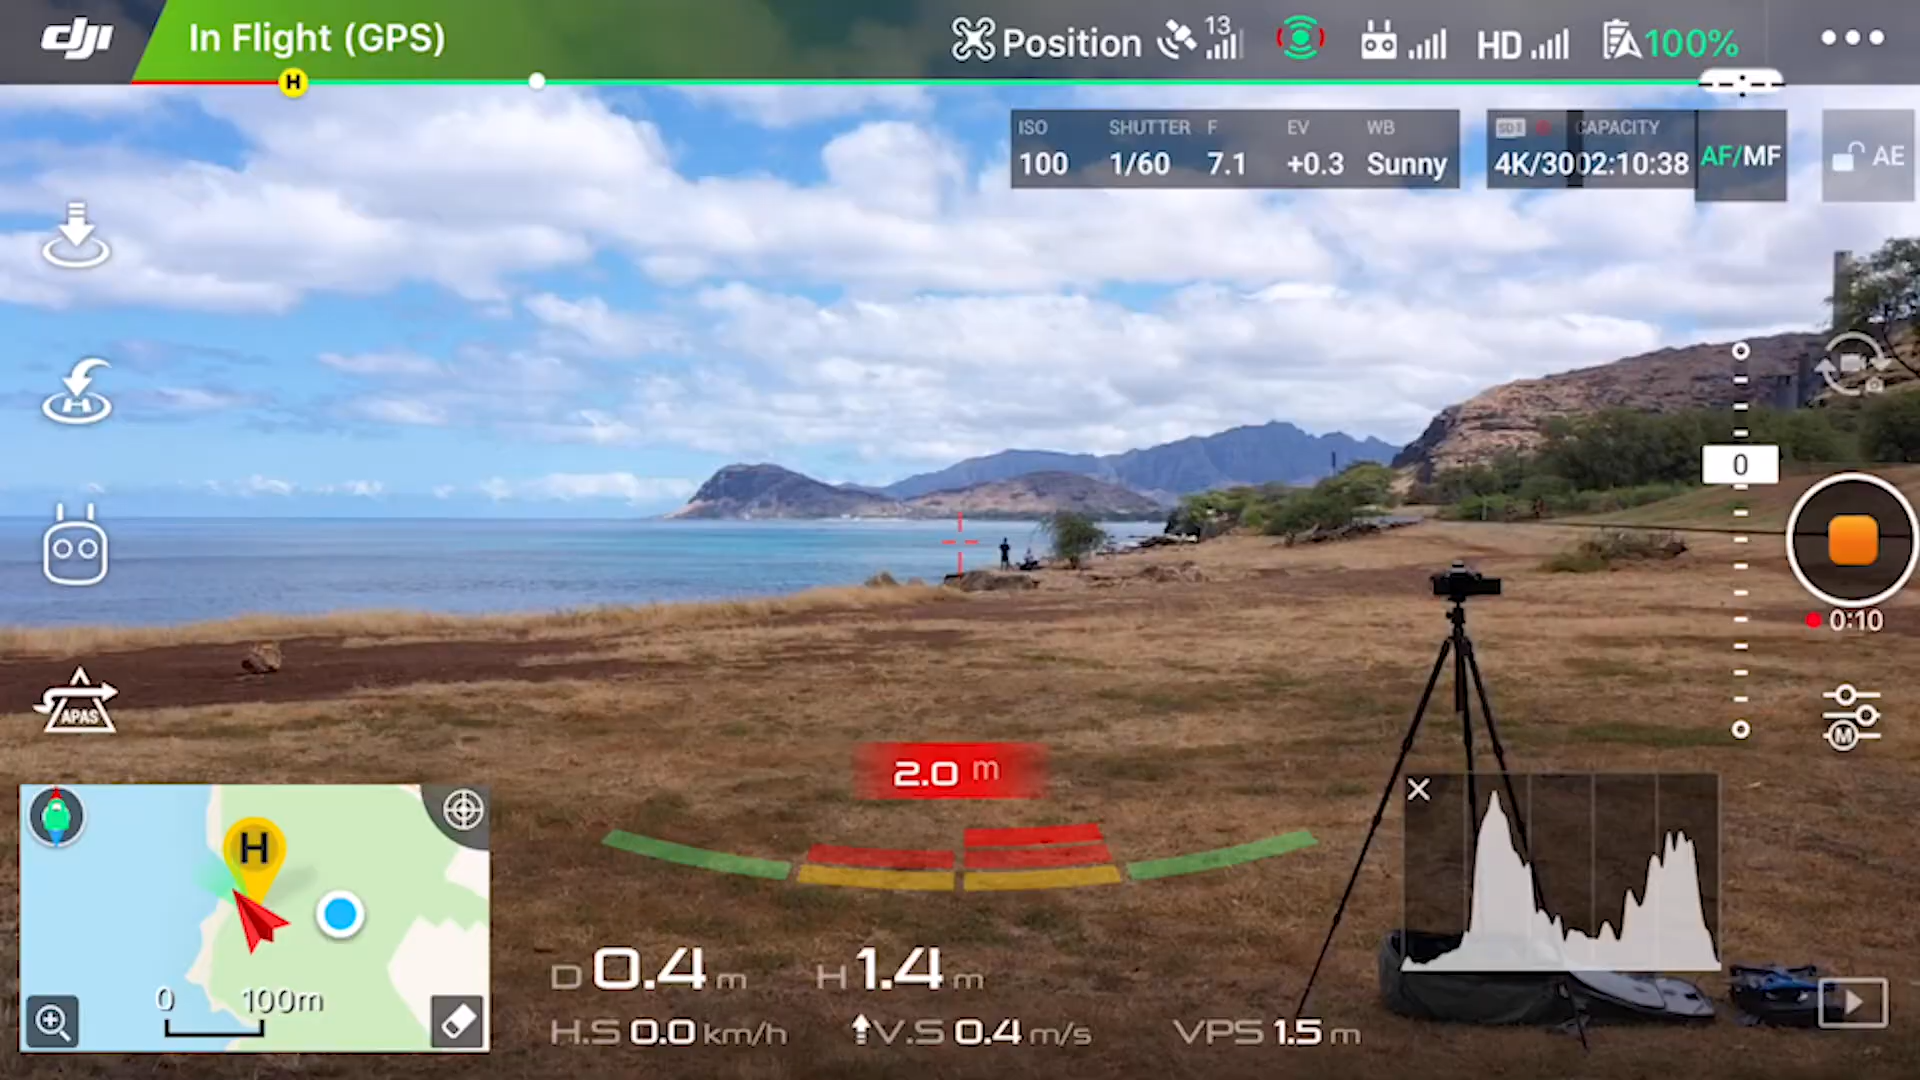 dji In Flight (GPS) Position 13 HD 100%
H
ISO SHUTTER F EV WB
100 1/60 7.1 +0.3 Sunny
SD CAPACITY
4K/30 02:10:38
AF/MF
AE
0
0:10
APAS
M
2.0 m
H
0 100m
D 0.4 m H 1.4 m
H.S 0.0 km/h V.S 0.4 m/s VPS 1.5 m